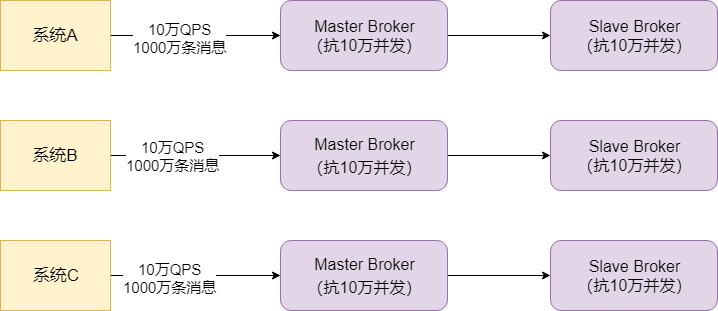 系统A
10万QPS
1000万条消息
Master Broker
(抗10万并发)
Slave Broker
(抗10万并发)
系统B
10万QPS
1000万条消息
Master Broker
(抗10万并发)
Slave Broker
(抗10万并发)
系统C
10万QPS
1000万条消息
Master Broker
(抗10万并发)
Slave Broker
(抗10万并发)